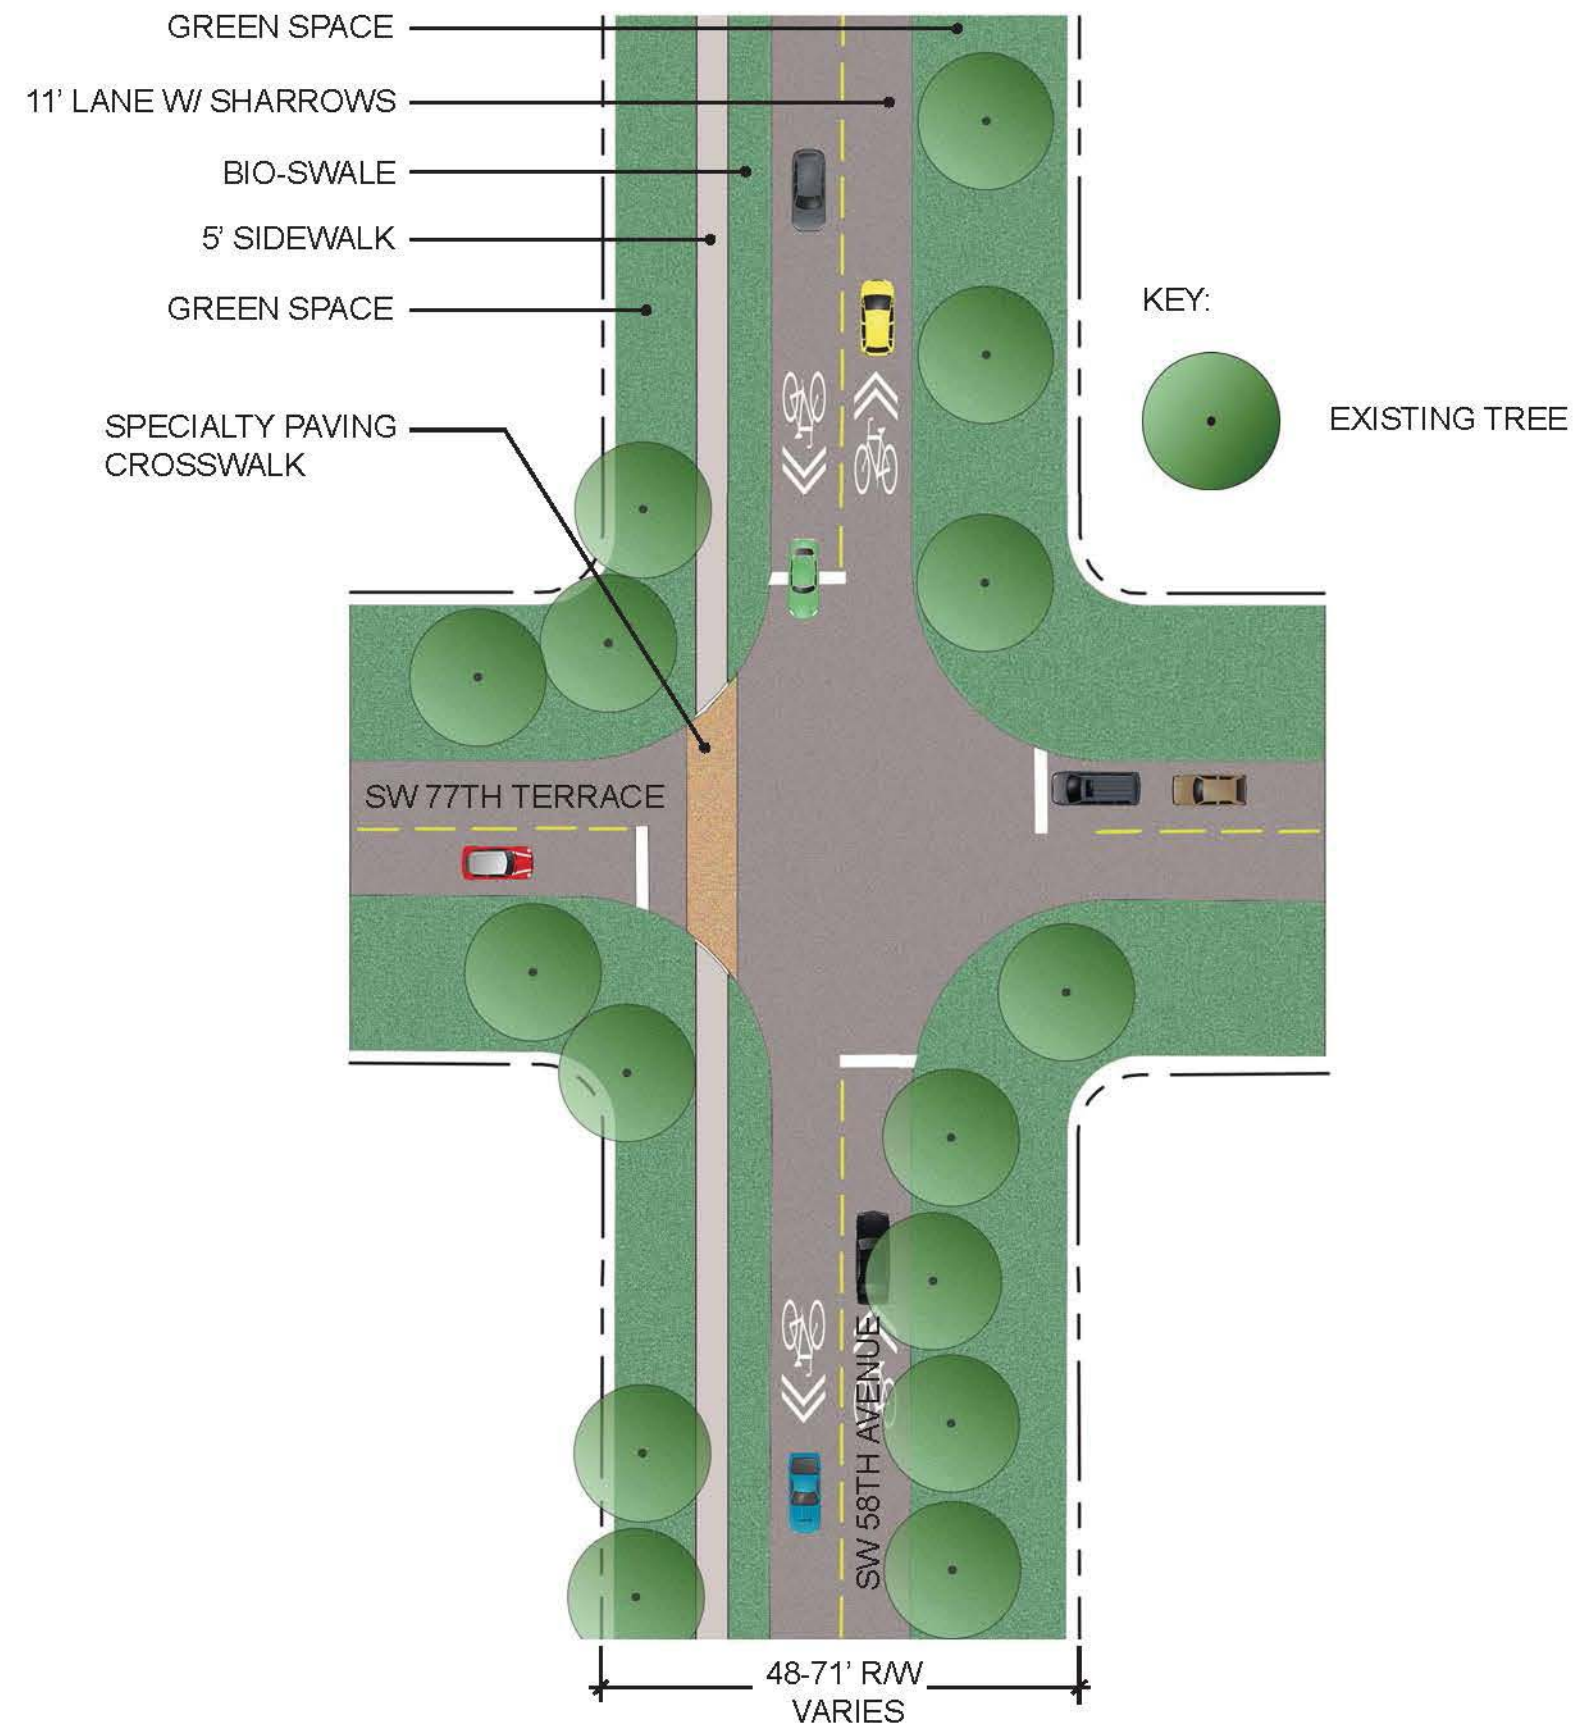 GREEN SPACE
11' LANE W/ SHARROWS
BIO-SWALE
5' SIDEWALK
GREEN SPACE
SPECIALTY PAVING
CROSSWALK
KEY:
EXISTING TREE
SW 77TH TERRACE
SW 58TH AVENUE
48-71' R/W
VARIES